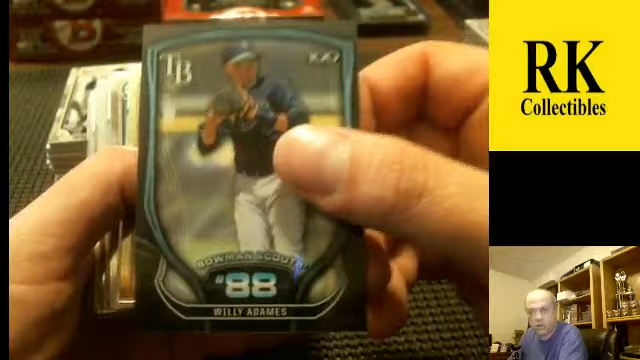 TB
BOWMAN SCOUTS'
'88
WILLY ADAMES
RK
Collectibles